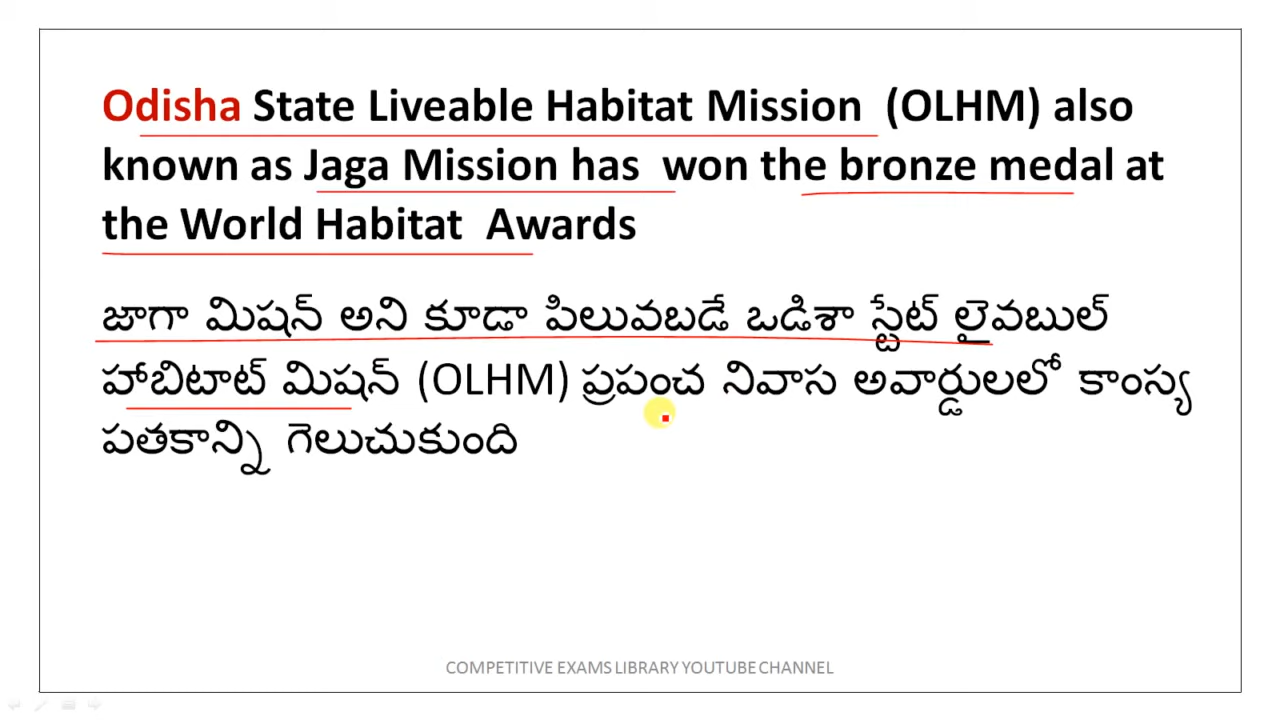 Odisha State Liveable Habitat Mission (OLHM) also
known as Jaga Mission has won the bronze medal at
the World Habitat Awards
జాగా మిషన్ అని కూడా పిలువబడే ఒడిశా స్టేట్ లైవబుల్
హాబిటాట్ మిషన్ (OLHM) ప్రపంచ నివాస అవార్డులలో కాంస్య
పతకాన్ని గెలుచుకుంది
COMPETITIVE EXAMS LIBRARY YOUTUBE CHANNEL